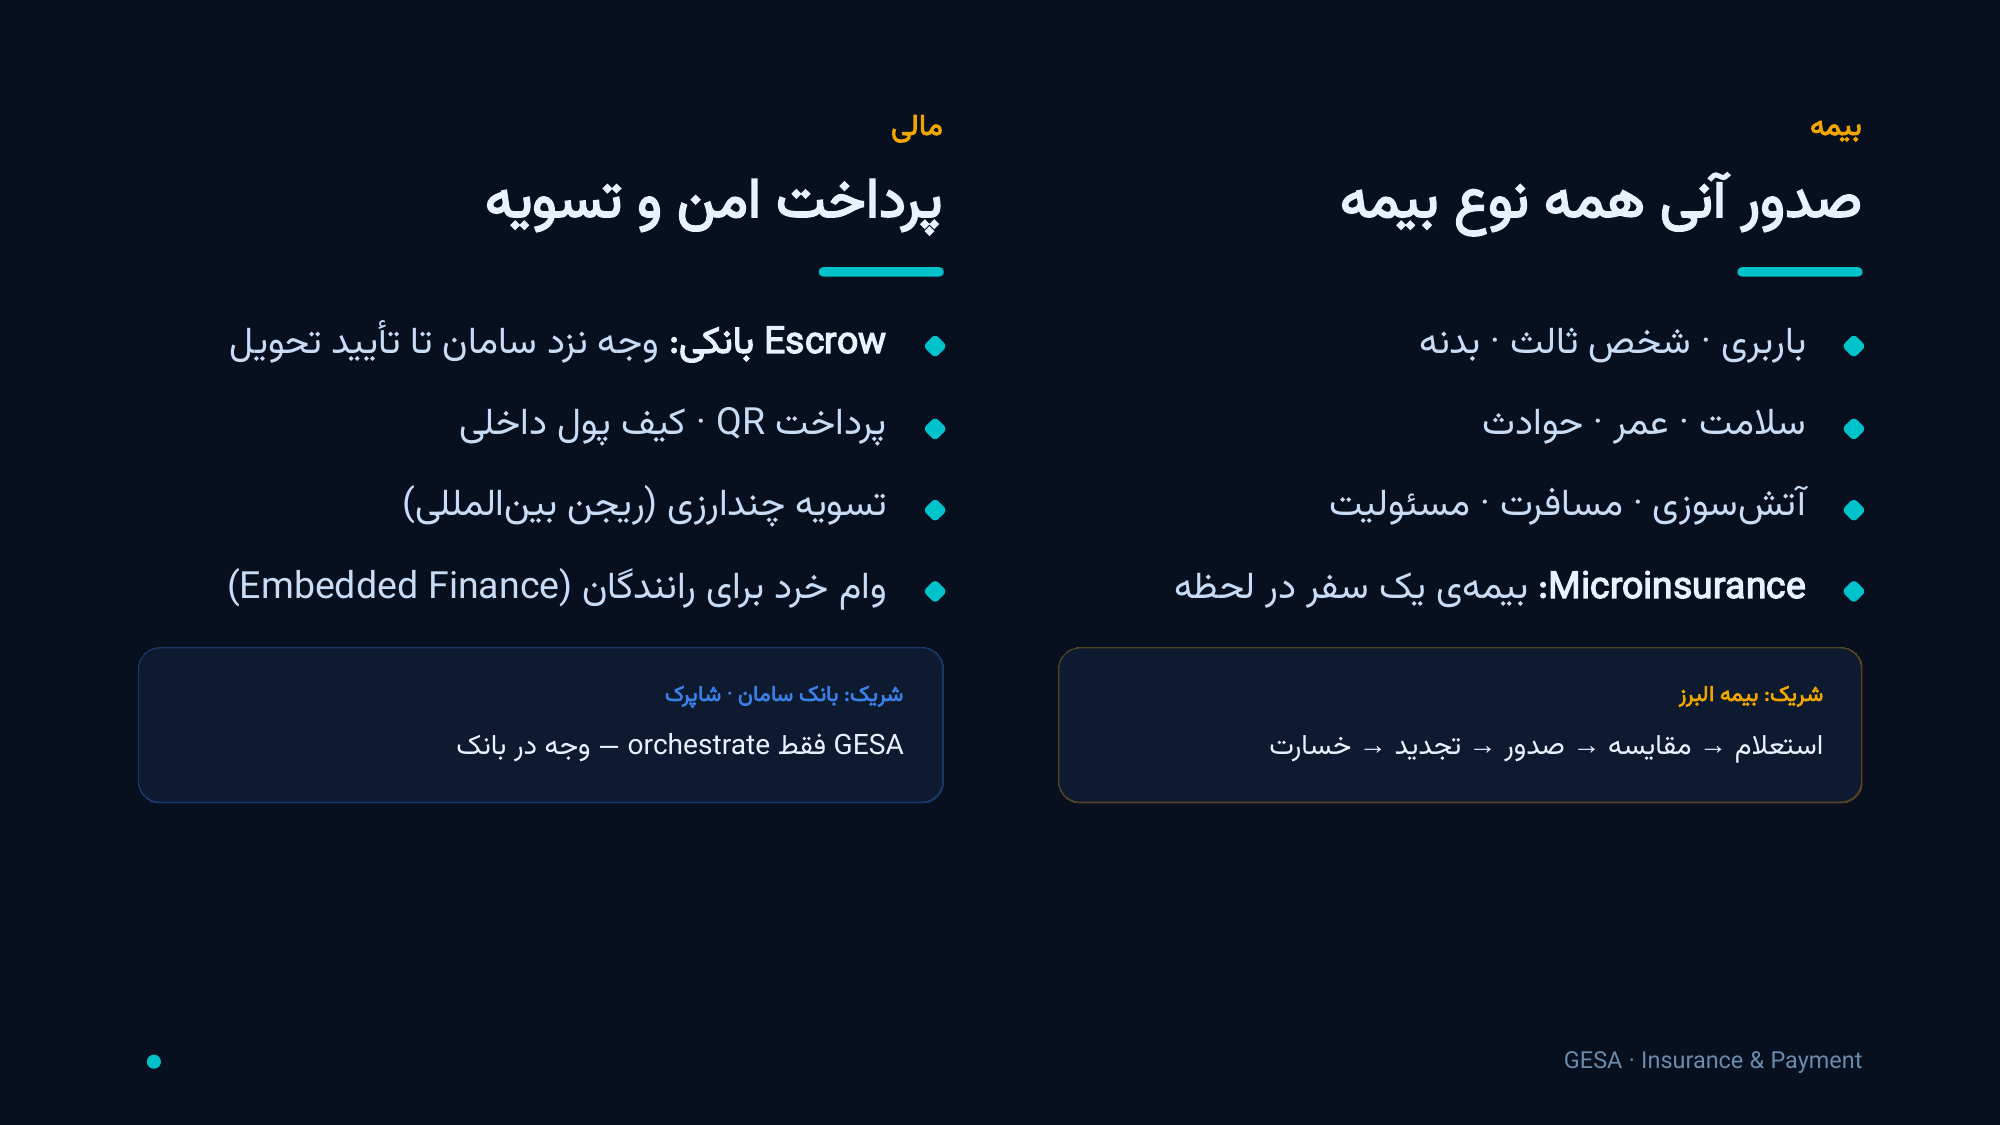 بیمه
صدور آنی همه نوع بیمه
باربری · شخص ثالث · بدنه
سلامت · عمر · حوادث
آتش‌سوزی · مسافرت · مسئولیت
Microinsurance: بیمه‌ی یک سفر در لحظه
شریک: بیمه البرز
استعلام → مقایسه → صدور → تجدید → خسارت
مالی
پرداخت امن و تسویه
Escrow بانکی: وجه نزد سامان تا تأیید تحویل
پرداخت QR · کیف پول داخلی
تسویه چندارزی (ریجن بین‌المللی)
وام خرد برای رانندگان (Embedded Finance)
شریک: بانک سامان · شاپرک
GESA فقط orchestrate — وجه در بانک
GESA · Insurance & Payment